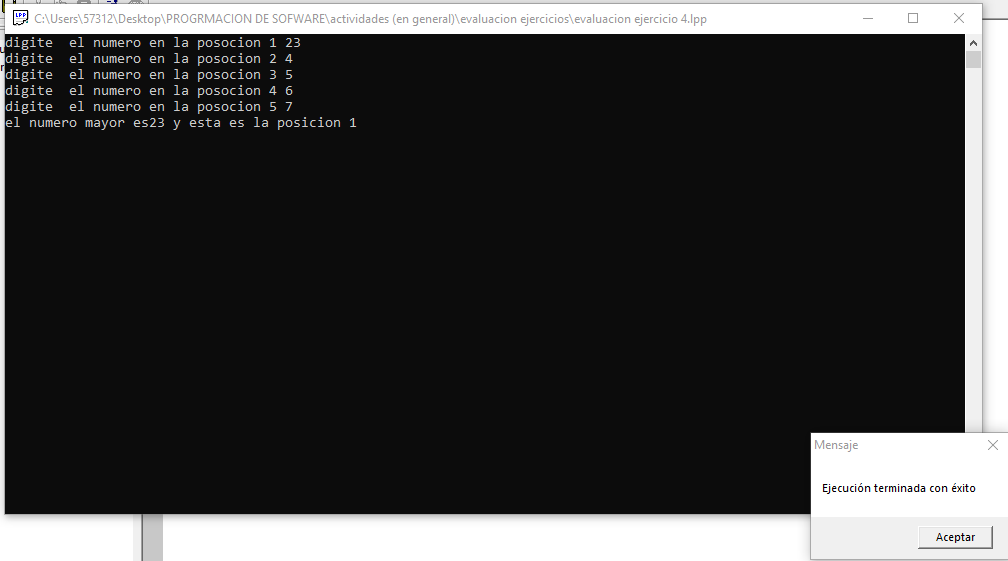 LPP C:\Users\57312\Desktop\PROGRMACION DE SOFWARE\actividades (en general)\evaluacion ejercicios\evaluacion ejercicio 4.lpp
digite  el numero en la posocion 1 23
digite  el numero en la posocion 2 4
digite  el numero en la posocion 3 5
digite  el numero en la posocion 4 6
digite  el numero en la posocion 5 7
el numero mayor es23 y esta es la posicion 1
Mensaje
Ejecución terminada con éxito
Aceptar